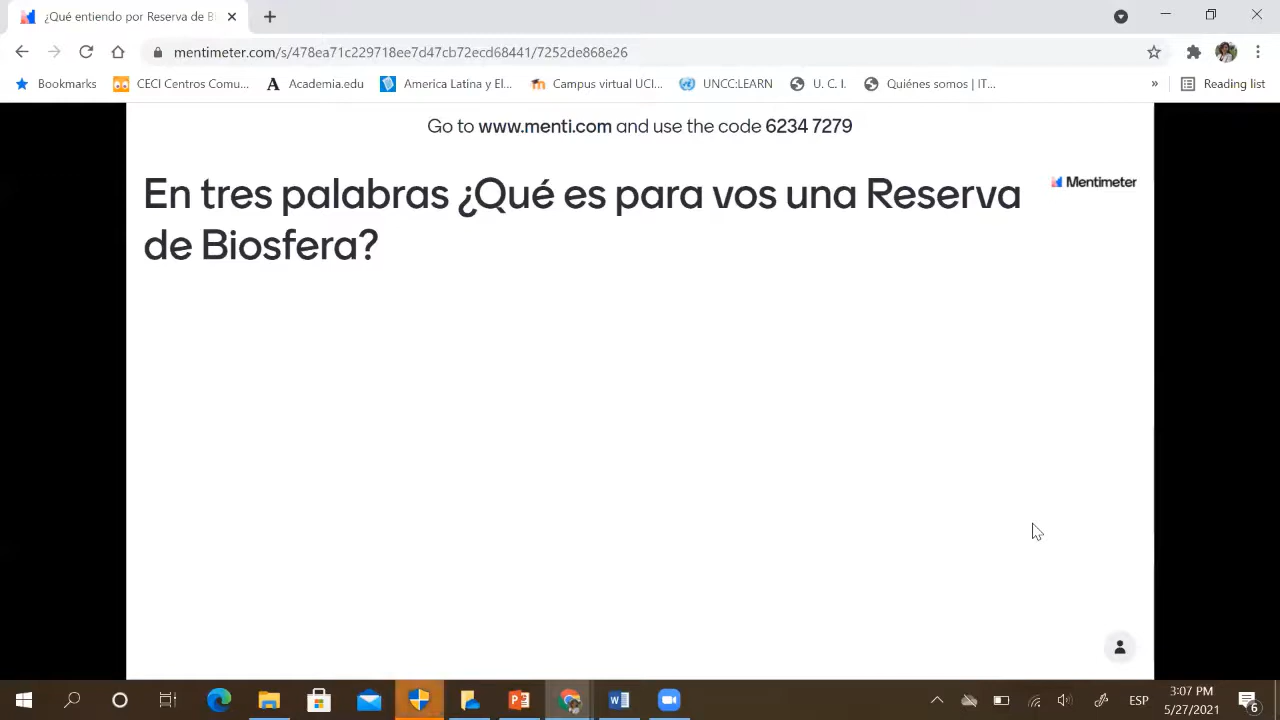 ¿Qué entiendo por Reserva de Bi
mentimeter.com/s/478ea71c229718ee7d47cb72ecd68441/7252de868e26
Bookmarks CECI Centros Comu... Academia.edu America Latina y El... Campus virtual UCI... UNCC:LEARN U. C. I. Quiénes somos | IT... » Reading list
Go to www.menti.com and use the code 6234 7279
En tres palabras ¿Qué es para vos una Reserva
de Biosfera?
Mentimeter
ESP
3:07 PM
5/27/2021
6